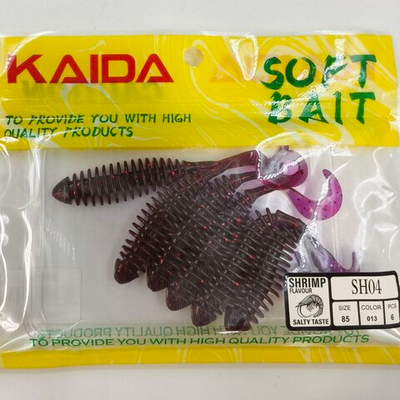 KAIDA
SOFT
BAIT
TO PROVIDE YOU WITH HIGH
QUALITY PRODUCTS
SHRIMP
FLAVOUR
SALTY TASTE
SH04
SIZE
COLOR
PCS
85
013
6
TO PROVIDE YOU WITH HIGH QUALITY PRODUCTS